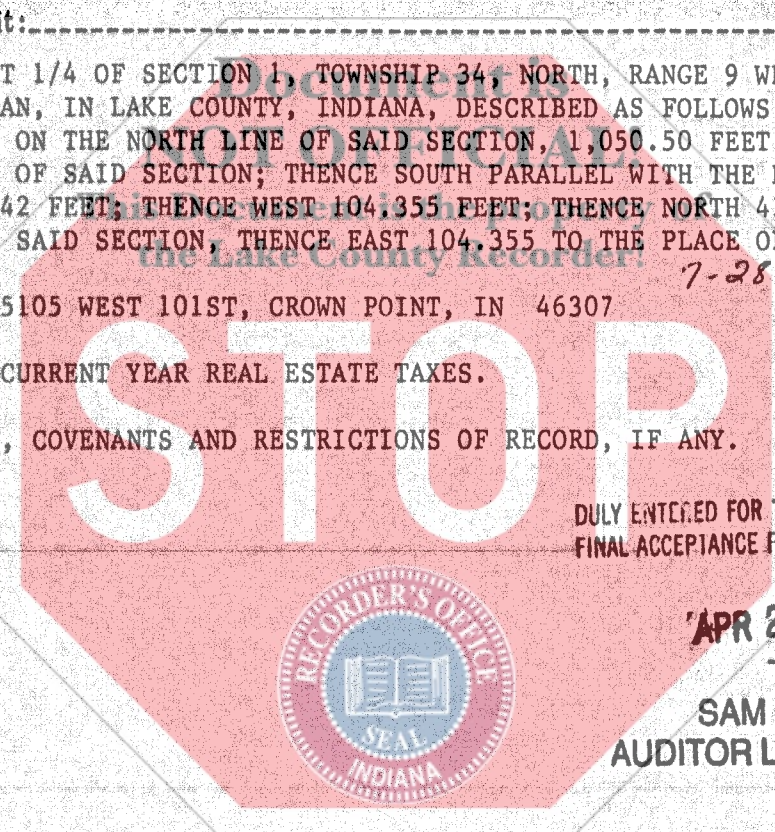 it:
T 1/4 OF SECTION 1, TOWNSHIP 34, NORTH, RANGE 9 WE
AN, IN LAKE COUNTY, INDIANA, DESCRIBED AS FOLLOWS
ON THE NORTH LINE OF SAID SECTION, 1,050.50 FEET
OF SAID SECTION; THENCE SOUTH PARALLEL WITH THE
42 FEET; THENCE WEST 104.355 FEET; THENCE NORTH 4
SAID SECTION, THENCE EAST 104.355 TO THE PLACE O
7-28
5105 WEST 101ST, CROWN POINT, IN 46307
CURRENT YEAR REAL ESTATE TAXES.
, COVENANTS AND RESTRICTIONS OF RECORD, IF ANY.
Document is
NOT OFFICIAL!
This Document is the property of
the Lake County Recorder!
STOP
DULY ENTERED FOR
FINAL ACCEPTANCE F
APR 2
SAM
AUDITOR L
RECORDER'S OFFICE
SEAL
INDIANA